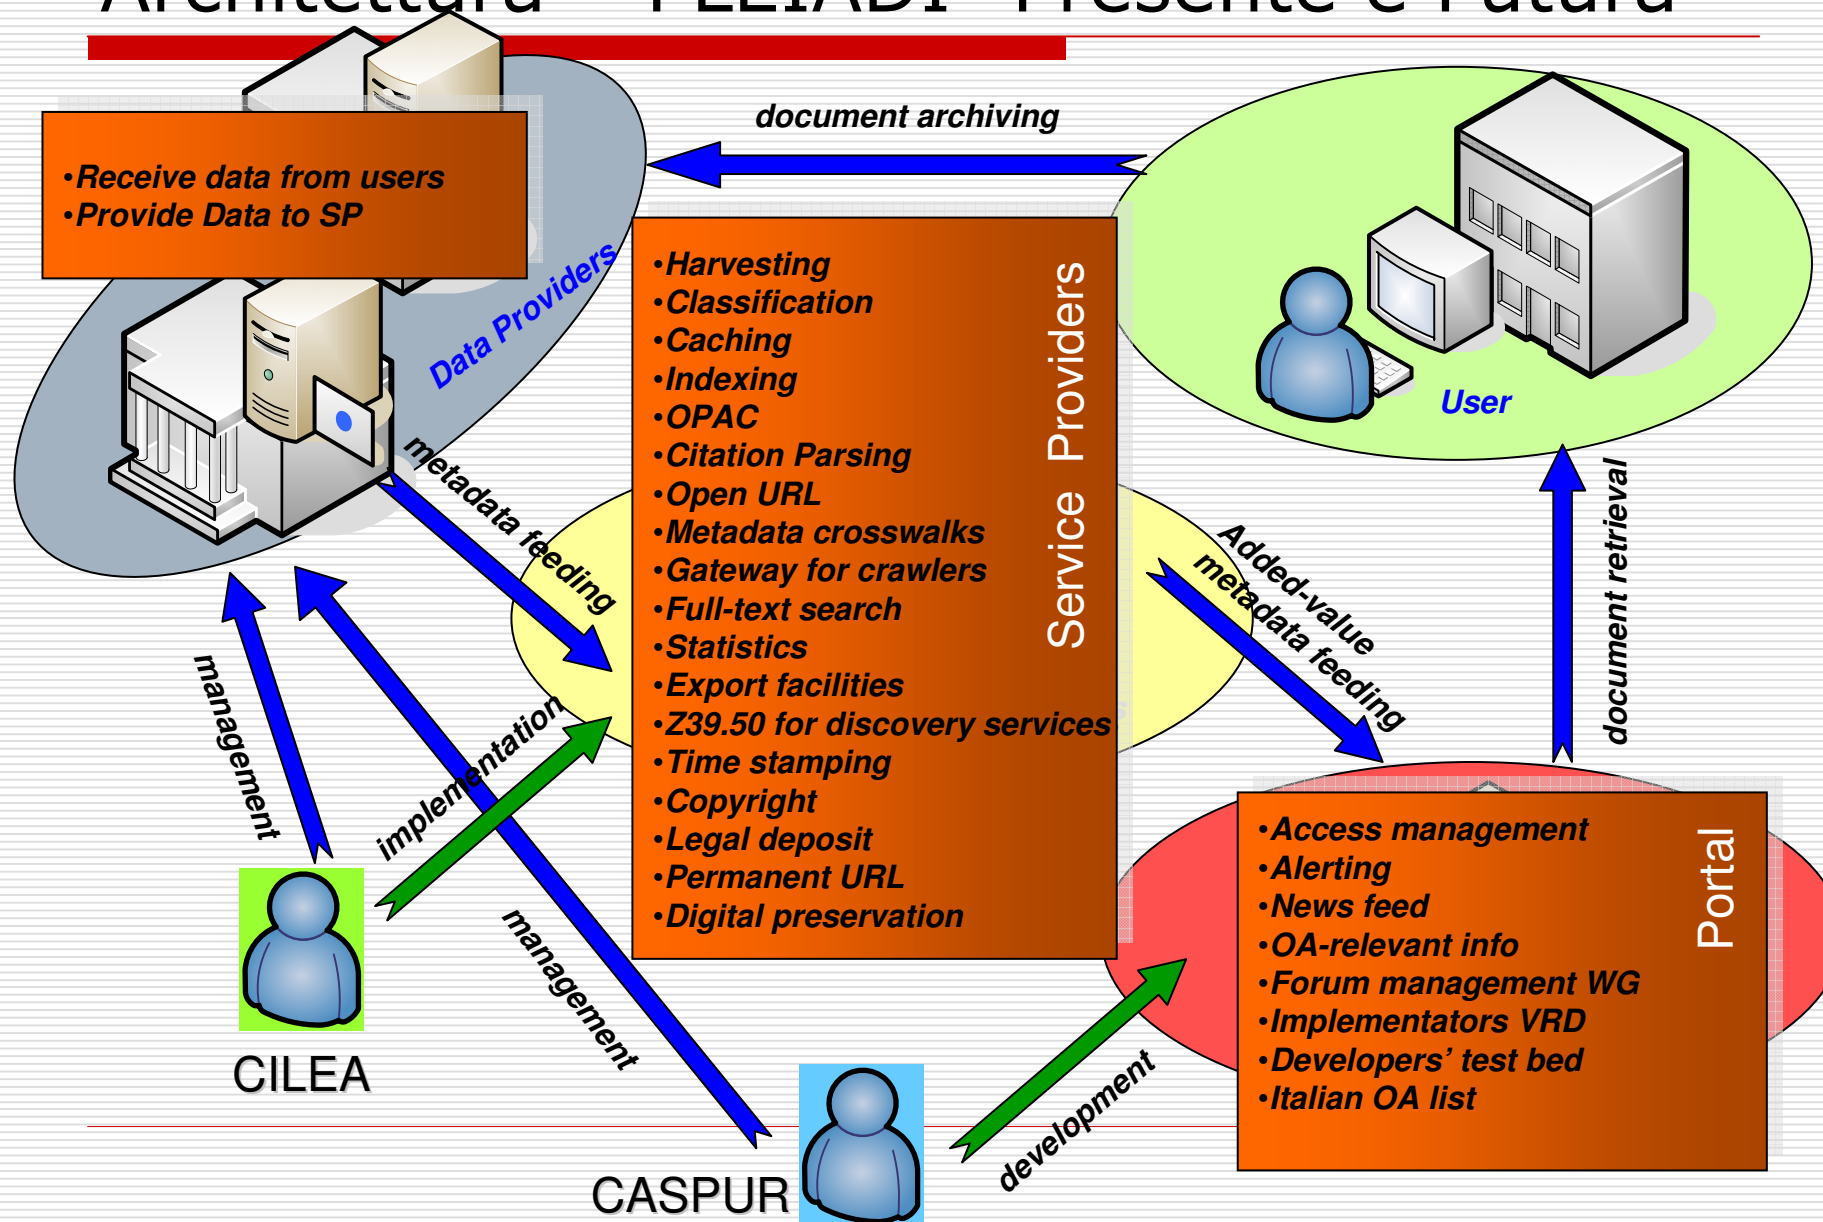 Architettura PLEIADI Presente e Futura
document archiving
•Receive data from users
•Provide Data to SP
Data Providers
•Harvesting
•Classification
•Caching
•Indexing
•OPAC
•Citation Parsing
•Open URL
•Metadata crosswalks
•Gateway for crawlers
•Full-text search
•Statistics
•Export facilities
•Z39.50 for discovery services
•Time stamping
•Copyright
•Legal deposit
•Permanent URL
•Digital preservation
Service Providers
User
metadata feeding
Added-value
metadata feeding
document retrieval
management
implementation
management
•Access management
•Alerting
•News feed
•OA-relevant info
•Forum management WG
•Implementators VRD
•Developers’ test bed
•Italian OA list
Portal
CILEA
development
CASPUR